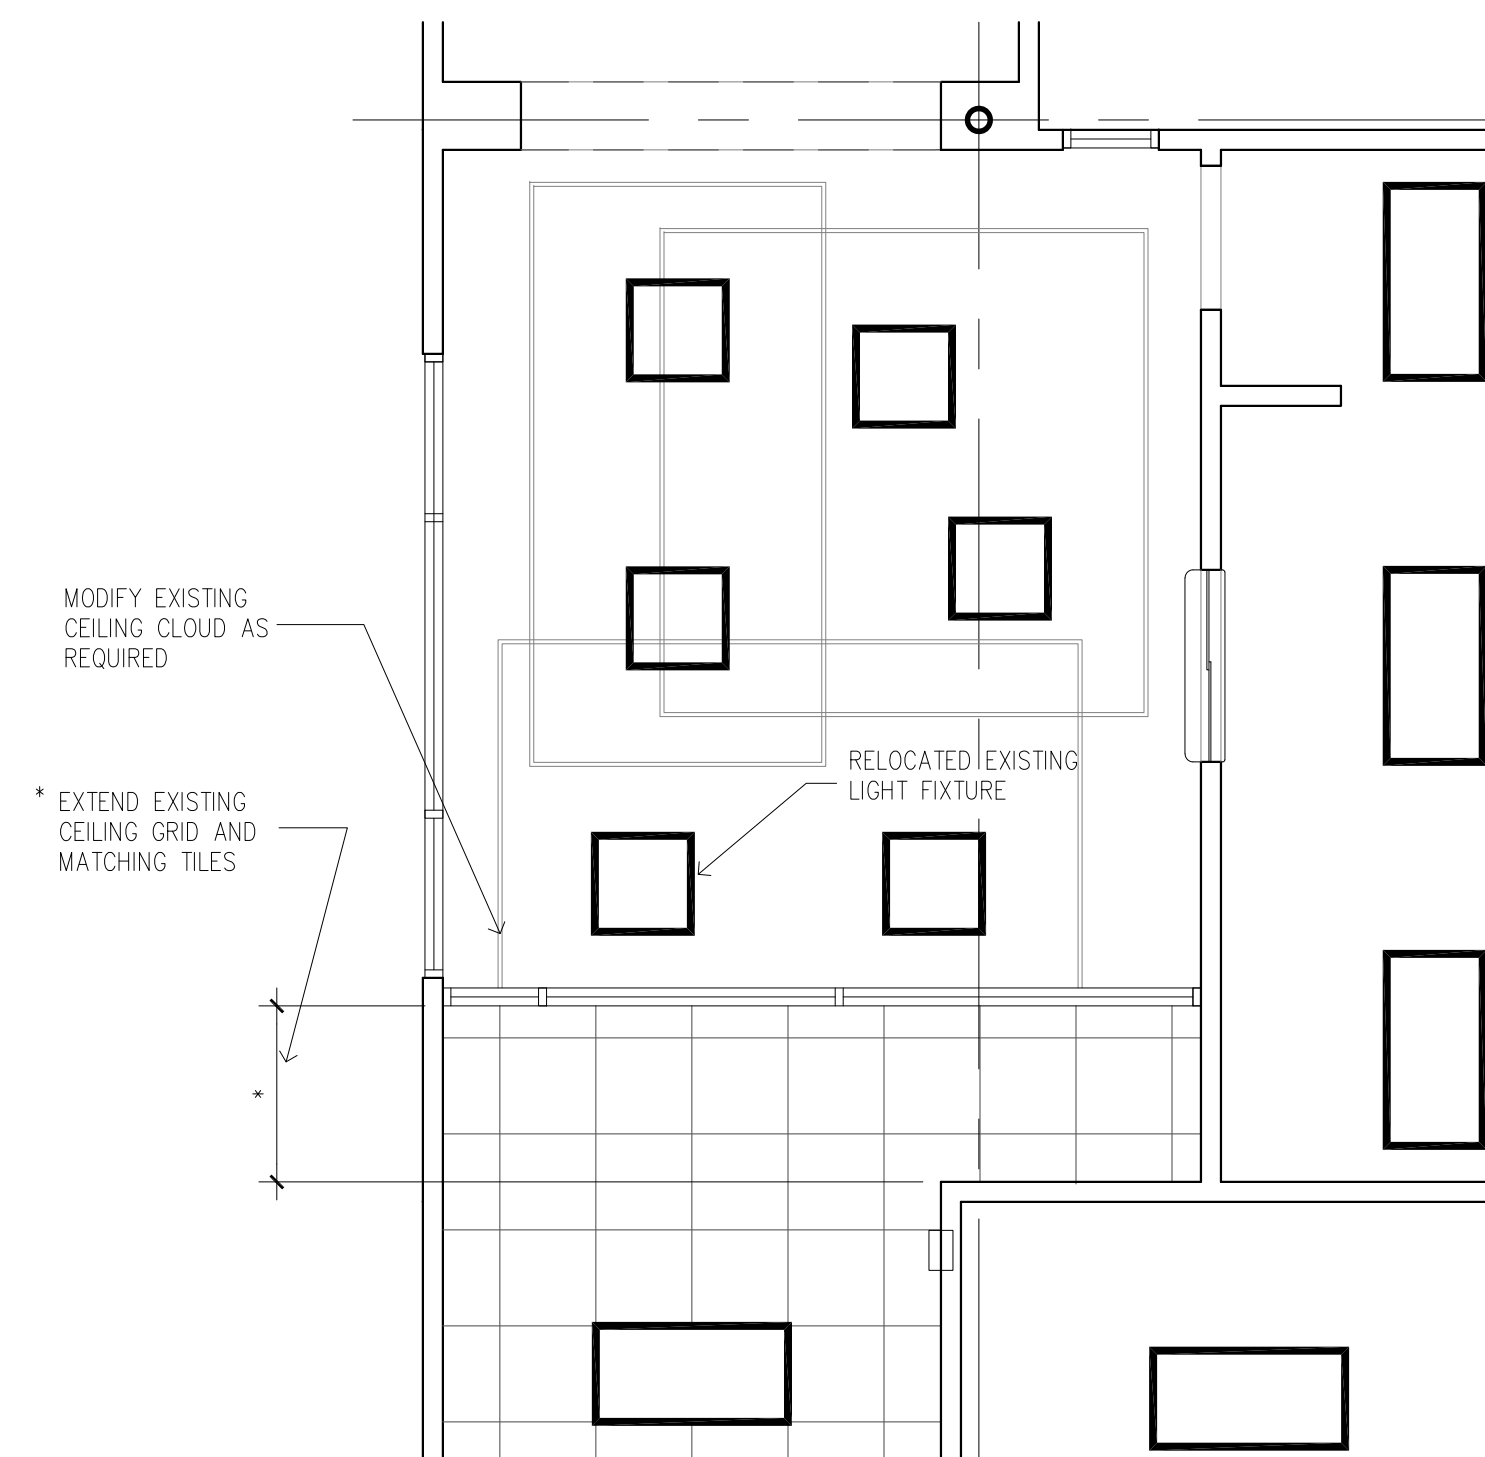 MODIFY EXISTING
CEILING CLOUD AS
REQUIRED
RELOCATED EXISTING
LIGHT FIXTURE
* EXTEND EXISTING
CEILING GRID AND
MATCHING TILES
*